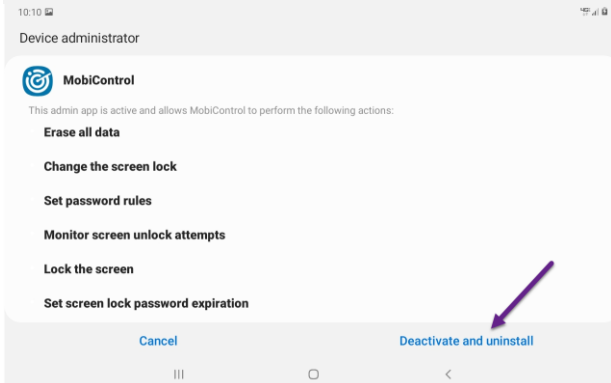 10:10
Device administrator
MobiControl
This admin app is active and allows MobiControl to perform the following actions:
Erase all data
Change the screen lock
Set password rules
Monitor screen unlock attempts
Lock the screen
Set screen lock password expiration
Cancel Deactivate and uninstall